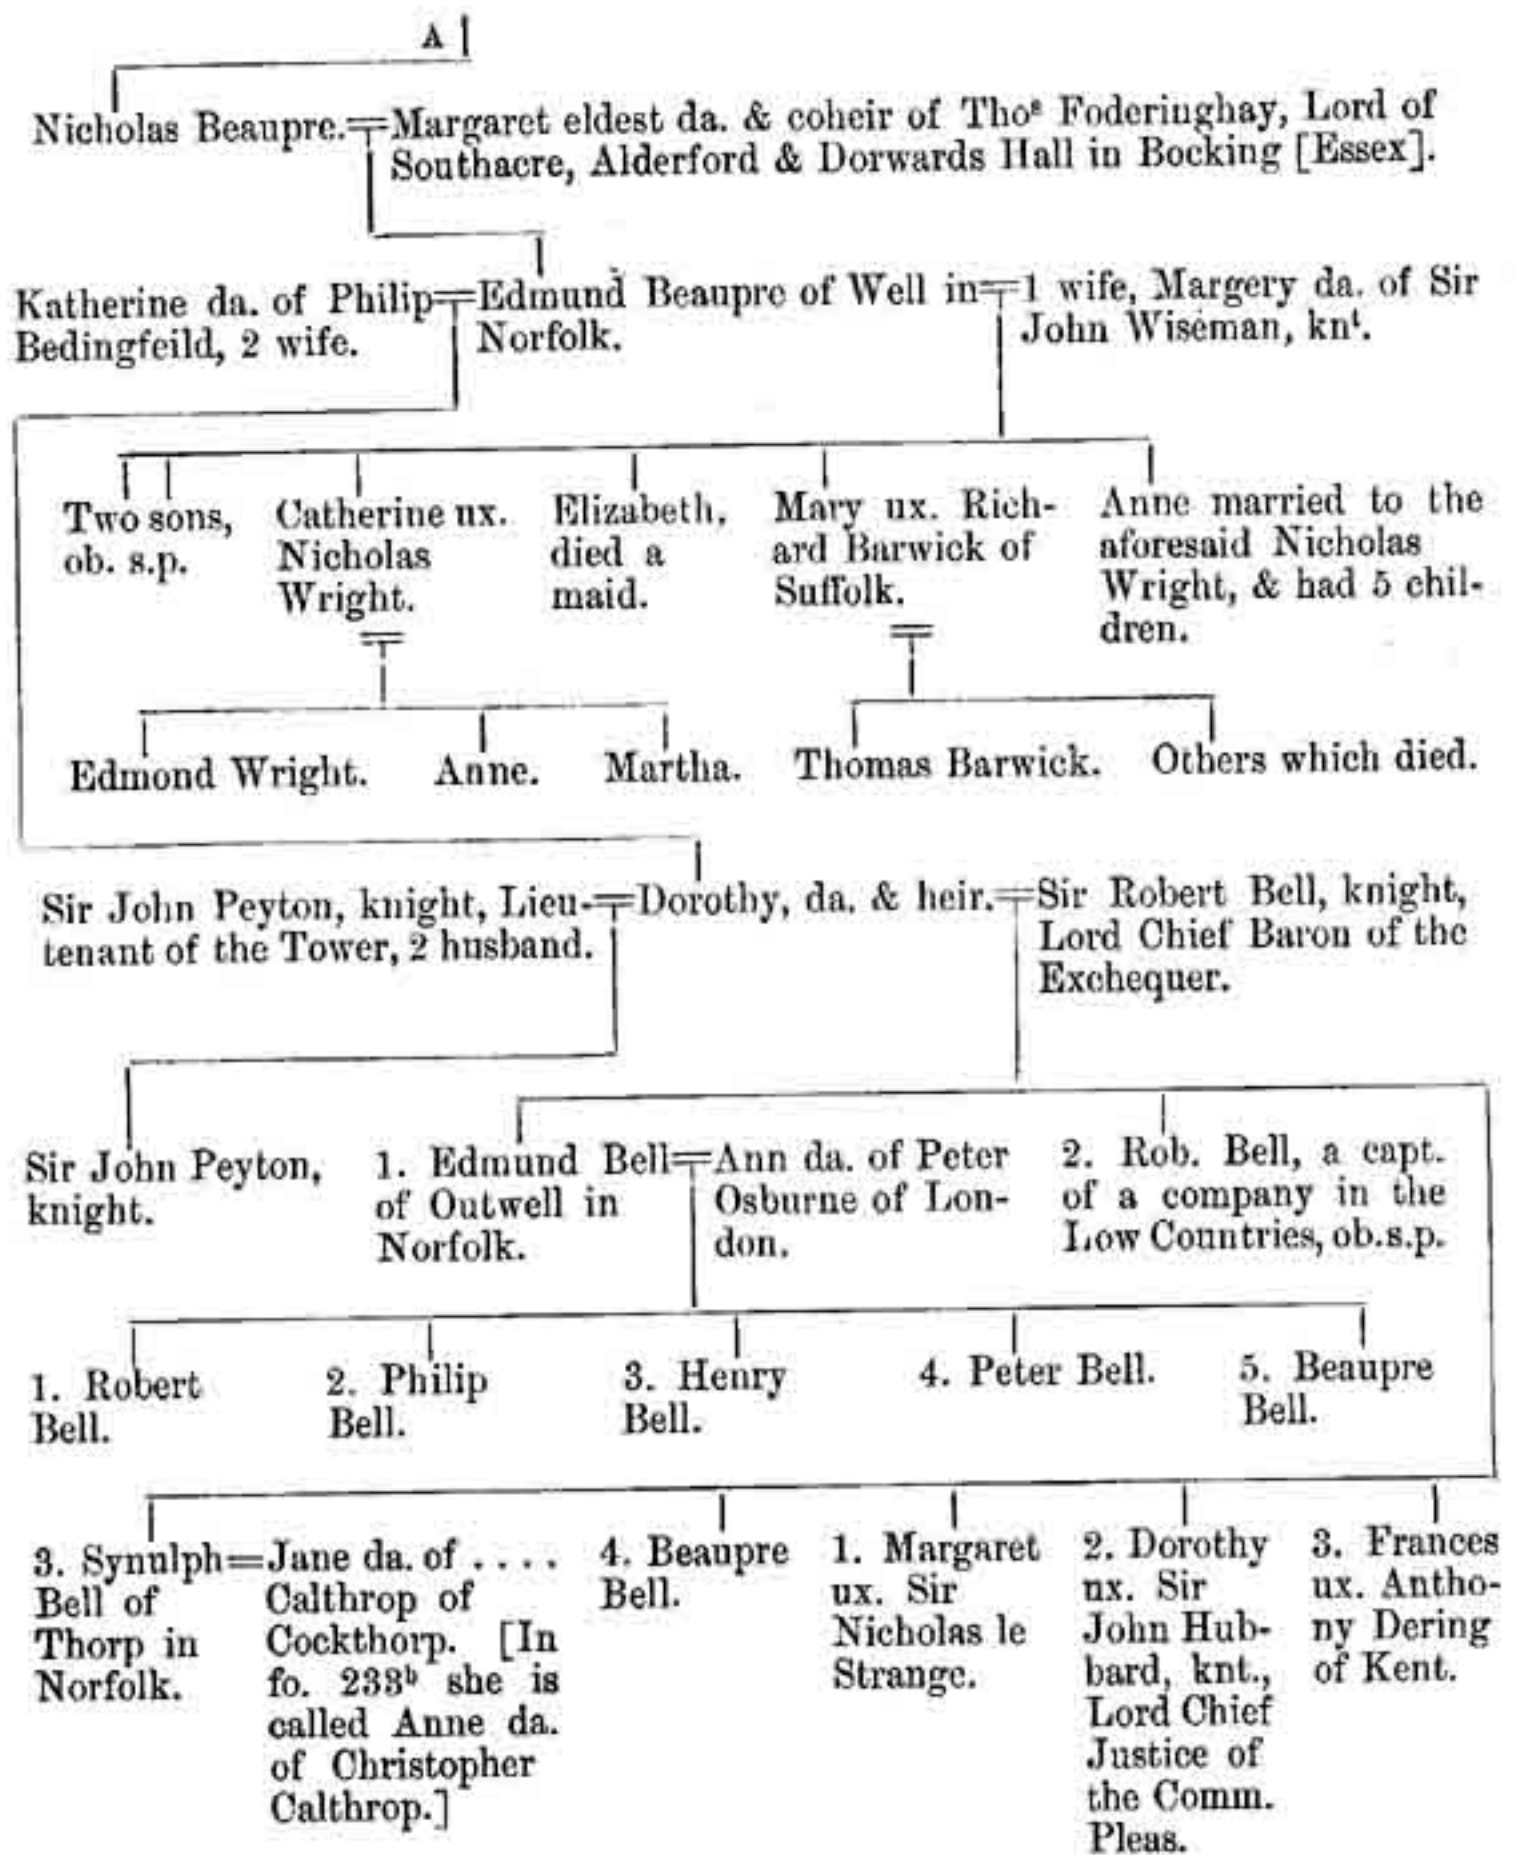 A
Nicholas Beaupre.=Margaret eldest da. & coheir of Thoˢ Foderinghay, Lord of
Southacre, Alderford & Dorwards Hall in Bocking [Essex].
Katherine da. of Philip=Edmund Beaupre of Well in=1 wife, Margery da. of Sir
Bedingfeild, 2 wife.
Norfolk.
John Wiseman, knᵗ.
Two sons,
ob. s.p.
Catherine ux.
Nicholas
Wright.
Elizabeth,
died a
maid.
Mary ux. Rich-
ard Barwick of
Suffolk.
Anne married to the
aforesaid Nicholas
Wright, & had 5 chil-
dren.
Edmond Wright.
Anne.
Martha.
Thomas Barwick.
Others which died.
Sir John Peyton, knight, Lieu-=Dorothy, da. & heir.=Sir Robert Bell, knight,
tenant of the Tower, 2 husband.
Lord Chief Baron of the
Exchequer.
Sir John Peyton,
knight.
1. Edmund Bell=Ann da. of Peter
of Outwell in
Norfolk.
Osburne of Lon-
don.
2. Rob. Bell, a capt.
of a company in the
Low Countries, ob.s.p.
1. Robert
Bell.
2. Philip
Bell.
3. Henry
Bell.
4. Peter Bell.
5. Beaupre
Bell.
3. Synulph=Jane da. of ....
Bell of
Thorp in
Norfolk.
Calthrop of
Cockthorp. [In
fo. 233ᵇ she is
called Anne da.
of Christopher
Calthrop.]
4. Beaupre
Bell.
1. Margaret
ux. Sir
Nicholas le
Strange.
2. Dorothy
ux. Sir
John Hub-
bard, knt.,
Lord Chief
Justice of
the Comm.
Pleas.
3. Frances
ux. Antho-
ny Dering
of Kent.